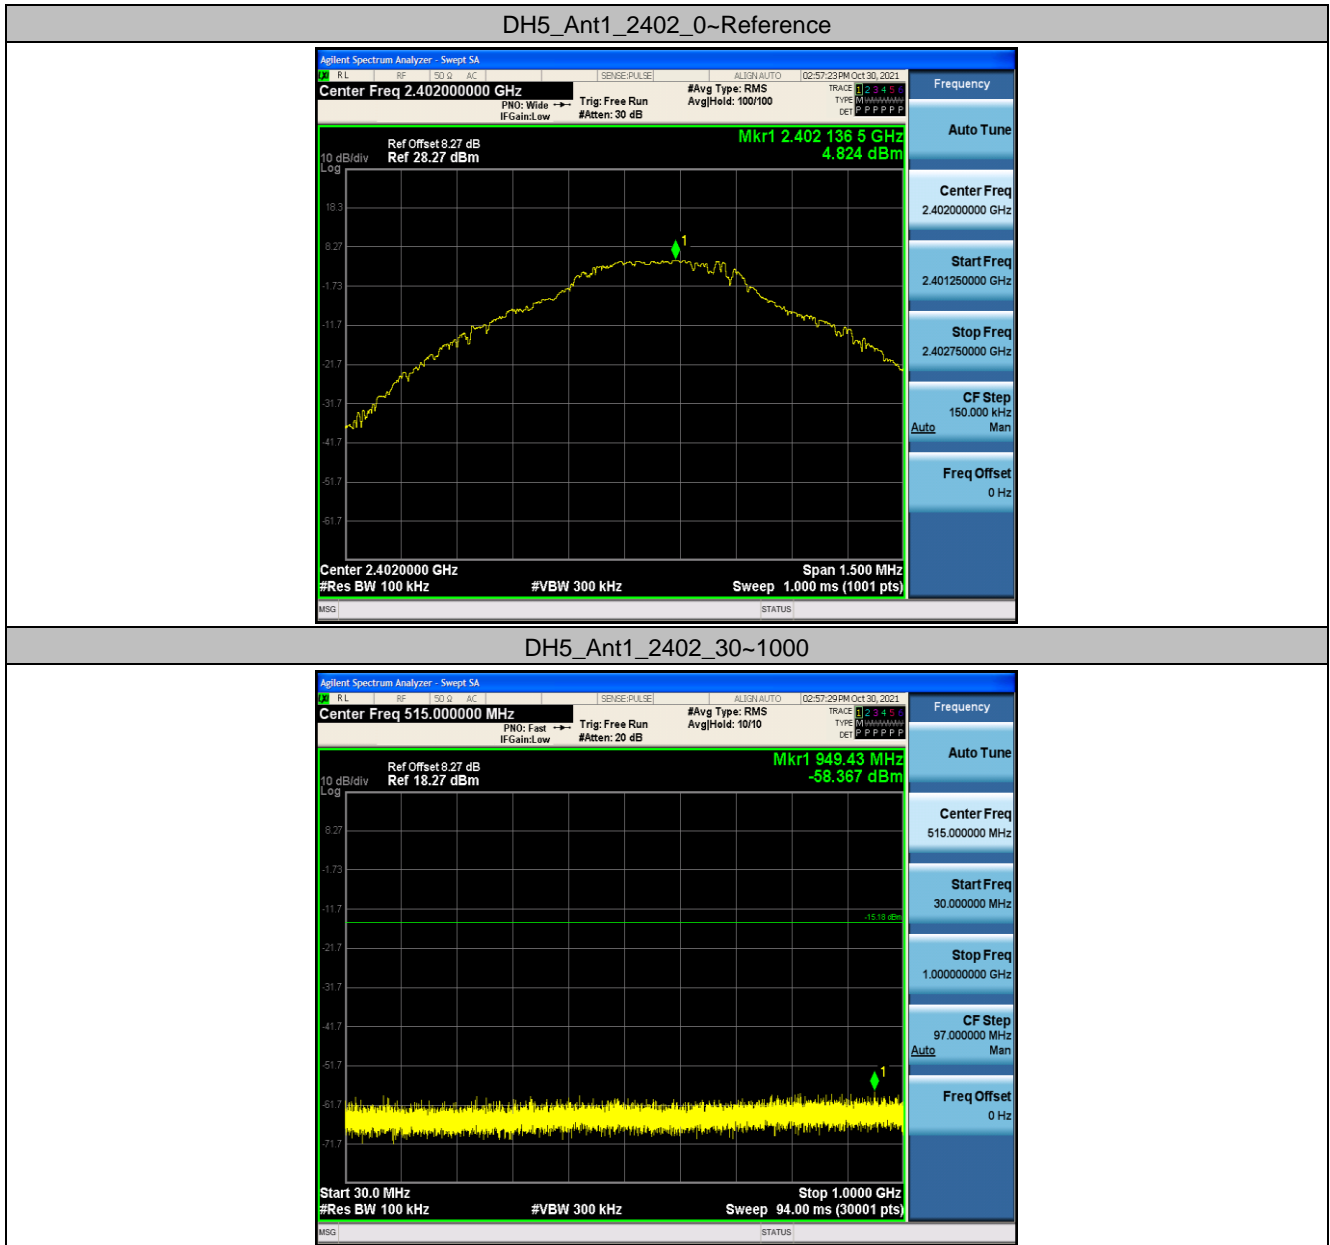 DH5_Ant1_2402_0~Reference
Agilent Spectrum Analyzer - Swept SA
RL RF 50 Ω AC SENSE:PULSE ALIGN AUTO 02:57:23 PM Oct 30, 2021
Center Freq 2.402000000 GHz
PNO: Wide
IFGain:Low
Trig: Free Run
#Atten: 30 dB
#Avg Type: RMS
Avg|Hold: 100/100
TRACE 1 2 3 4 5 6
TYPE M
DET P P P P P P
Mkr1 2.402 136 5 GHz
4.824 dBm
Ref Offset 8.27 dB
10 dB/div Ref 28.27 dBm
Log
18.3
8.27
-1.73
-11.7
-21.7
-31.7
-41.7
-51.7
-61.7
1
Center 2.4020000 GHz Span 1.500 MHz
#Res BW 100 kHz #VBW 300 kHz Sweep 1.000 ms (1001 pts)
MSG STATUS
Frequency
Auto Tune
Center Freq
2.402000000 GHz
Start Freq
2.401250000 GHz
Stop Freq
2.402750000 GHz
CF Step
150.000 kHz
Auto Man
Freq Offset
0 Hz
DH5_Ant1_2402_30~1000
Agilent Spectrum Analyzer - Swept SA
RL RF 50 Ω AC SENSE:PULSE ALIGN AUTO 02:57:29 PM Oct 30, 2021
Center Freq 515.000000 MHz
PNO: Fast
IFGain:Low
Trig: Free Run
#Atten: 20 dB
#Avg Type: RMS
Avg|Hold: 10/10
TRACE 1 2 3 4 5 6
TYPE M
DET P P P P P P
Mkr1 949.43 MHz
-58.367 dBm
Ref Offset 8.27 dB
10 dB/div Ref 18.27 dBm
Log
8.27
-1.73
-11.7
-21.7
-31.7
-41.7
-51.7
-61.7
-71.7
-15.18 dBm
1
Start 30.0 MHz Stop 1.0000 GHz
#Res BW 100 kHz #VBW 300 kHz Sweep 94.00 ms (30001 pts)
MSG STATUS
Frequency
Auto Tune
Center Freq
515.000000 MHz
Start Freq
30.000000 MHz
Stop Freq
1.000000000 GHz
CF Step
97.000000 MHz
Auto Man
Freq Offset
0 Hz